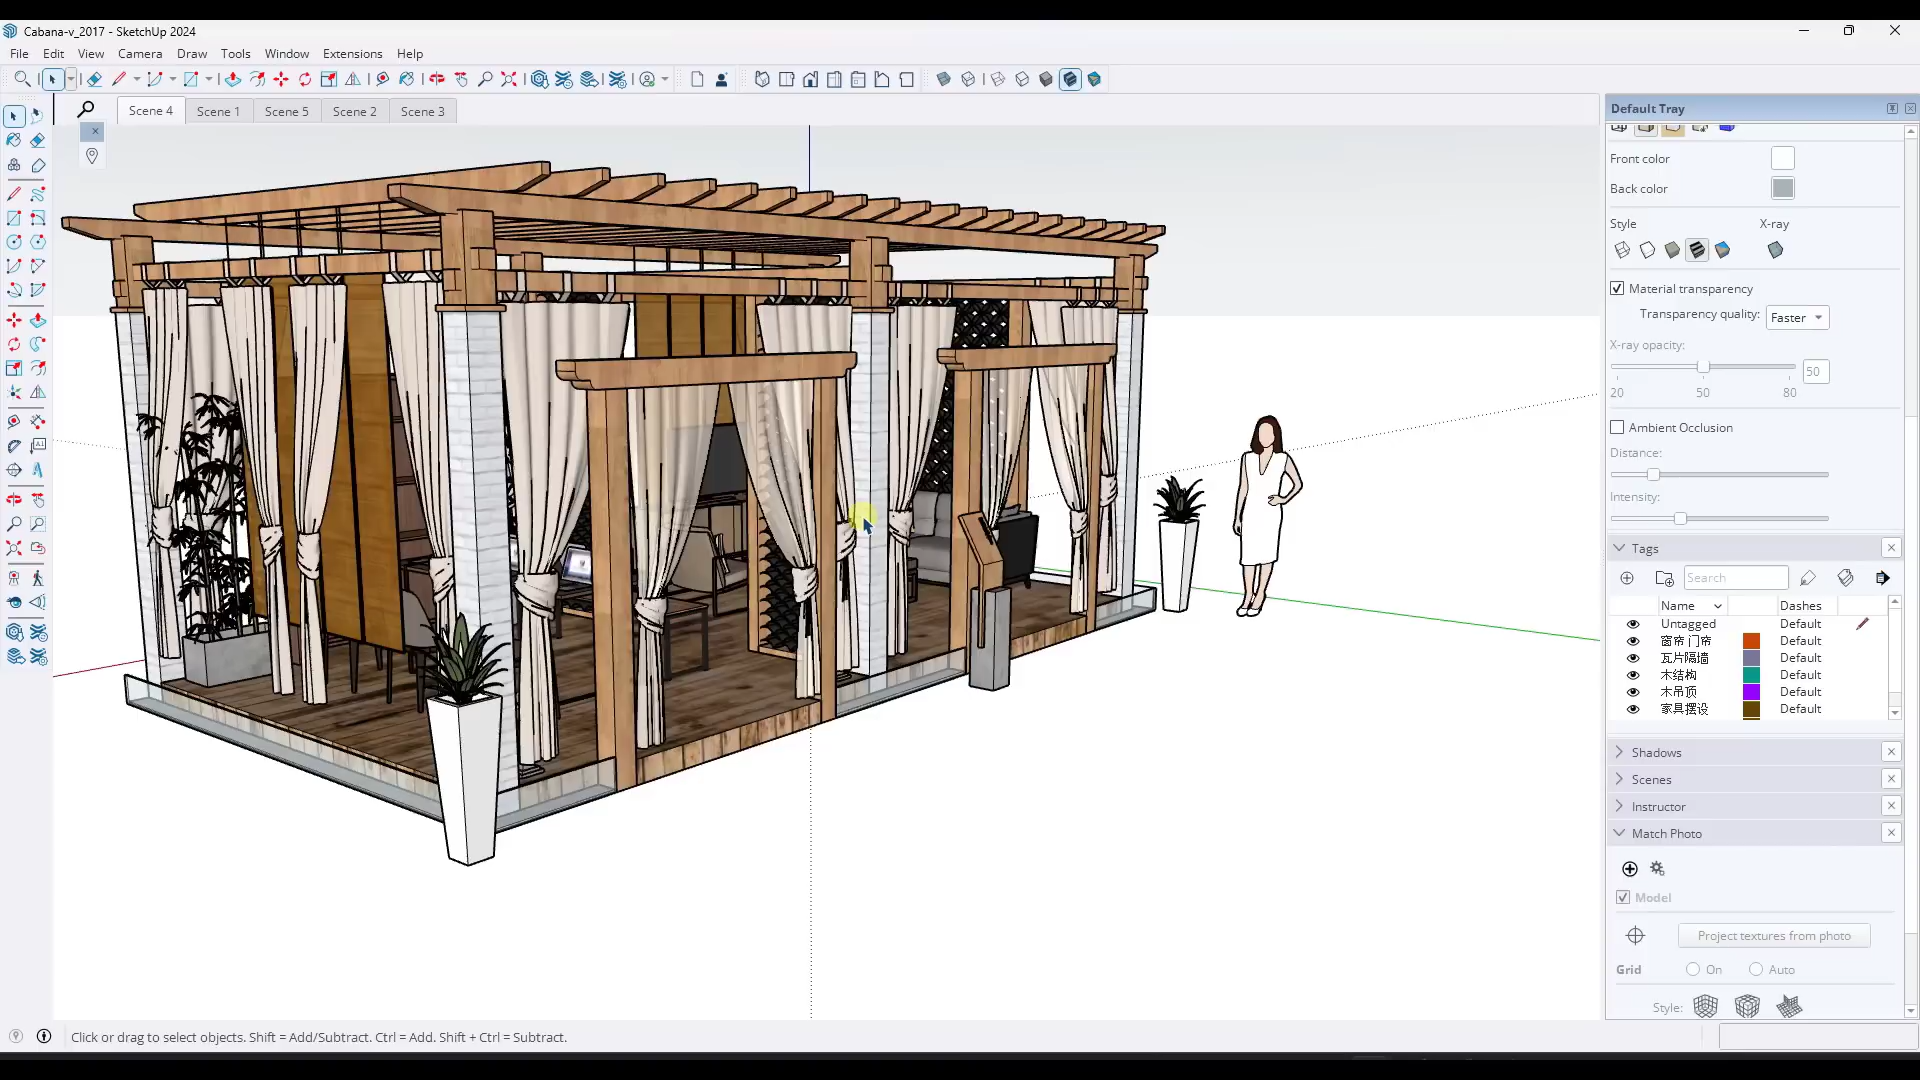 Cabana-v_2017 - SketchUp 2024
File Edit View Camera Draw Tools Window Extensions Help
Scene 4 Scene 1 Scene 5 Scene 2 Scene 3
Default Tray
Front color
Back color
Style X-ray
Material transparency
Transparency quality: Faster
X-ray opacity:
50
20 50 80
Ambient Occlusion
Distance:
Intensity:
Tags
Search
Name Dashes
Untagged Default
窗帘 门帘 Default
瓦片隔墙 Default
木结构 Default
木吊顶 Default
家具摆设 Default
Shadows
Scenes
Instructor
Match Photo
Model
Project textures from photo
Grid On Auto
Style:
Click or drag to select objects. Shift = Add/Subtract. Ctrl = Add. Shift + Ctrl = Subtract.